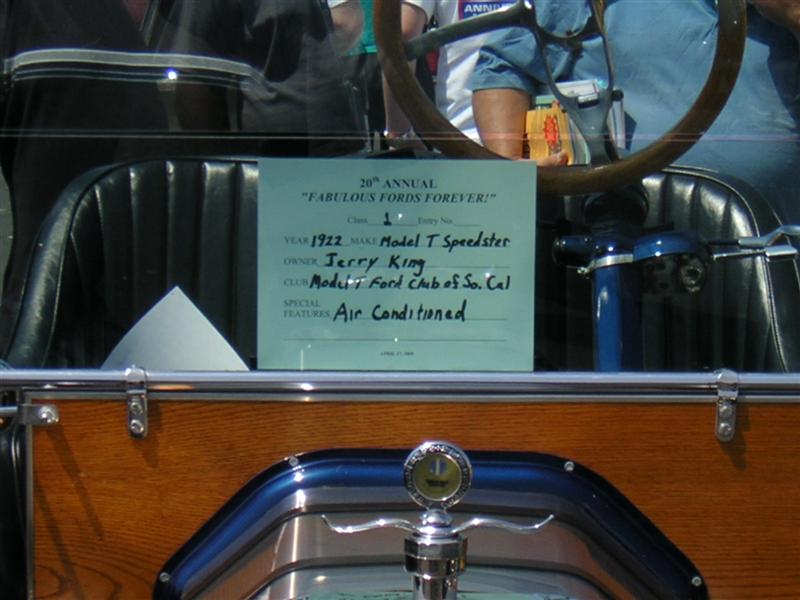 ANNI
20th ANNUAL
"FABULOUS FORDS FOREVER!"
Class 1 Entry No.
YEAR 1922 MAKE Model T Speedster
OWNER Jerry King
CLUB Model T Ford Club of So. Cal
SPECIAL
FEATURES Air Conditioned